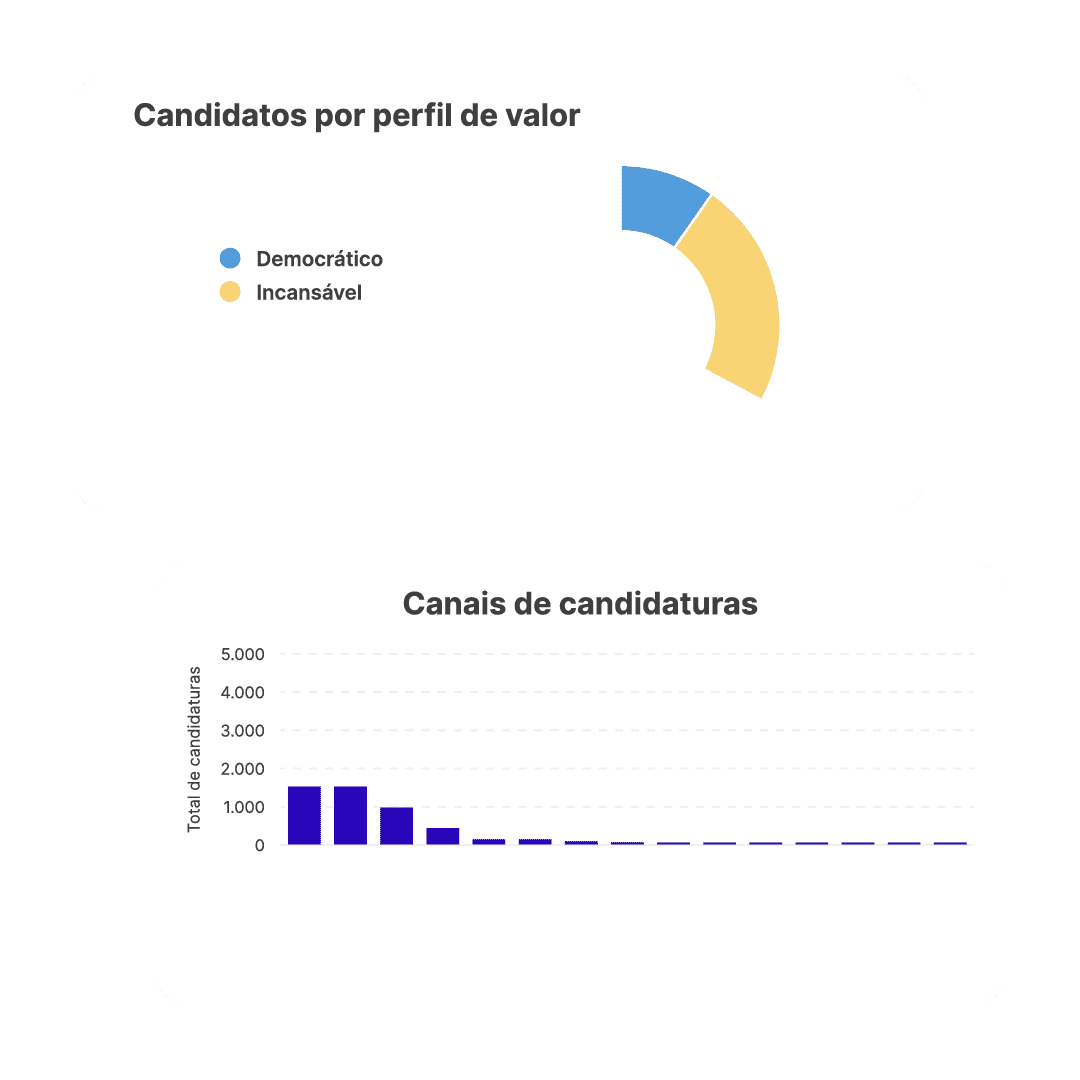 Candidatos por perfil de valor
Democrático
Incansável
Canais de candidaturas
Total de candidaturas
5.000
4.000
3.000
2.000
1.000
0